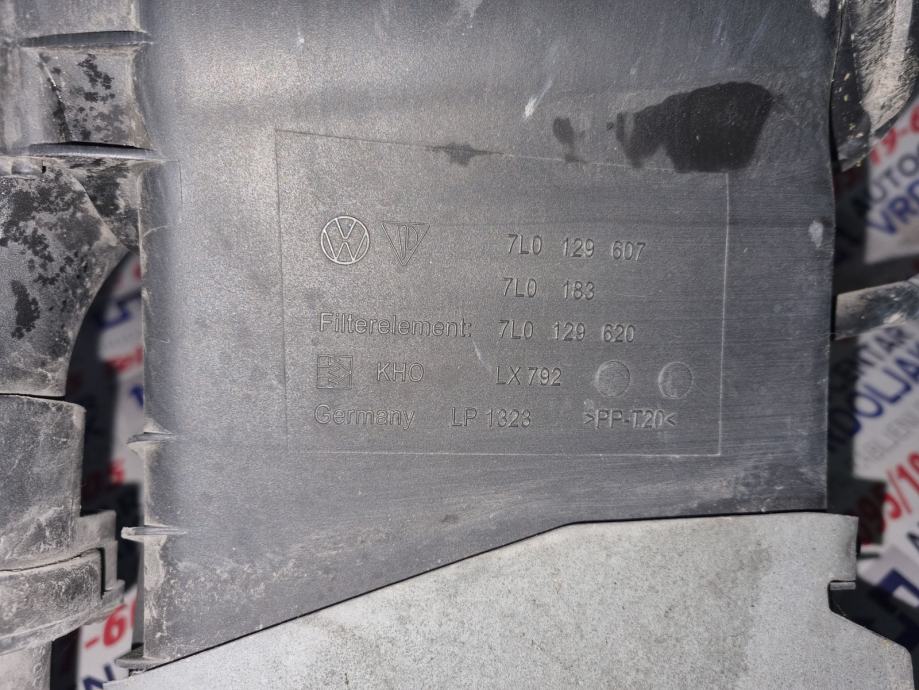 7L0 129 607
7L0 183
Filterelement: 7L0 129 620
KHO LX 792
Germany LP 1323 >PP-T20<